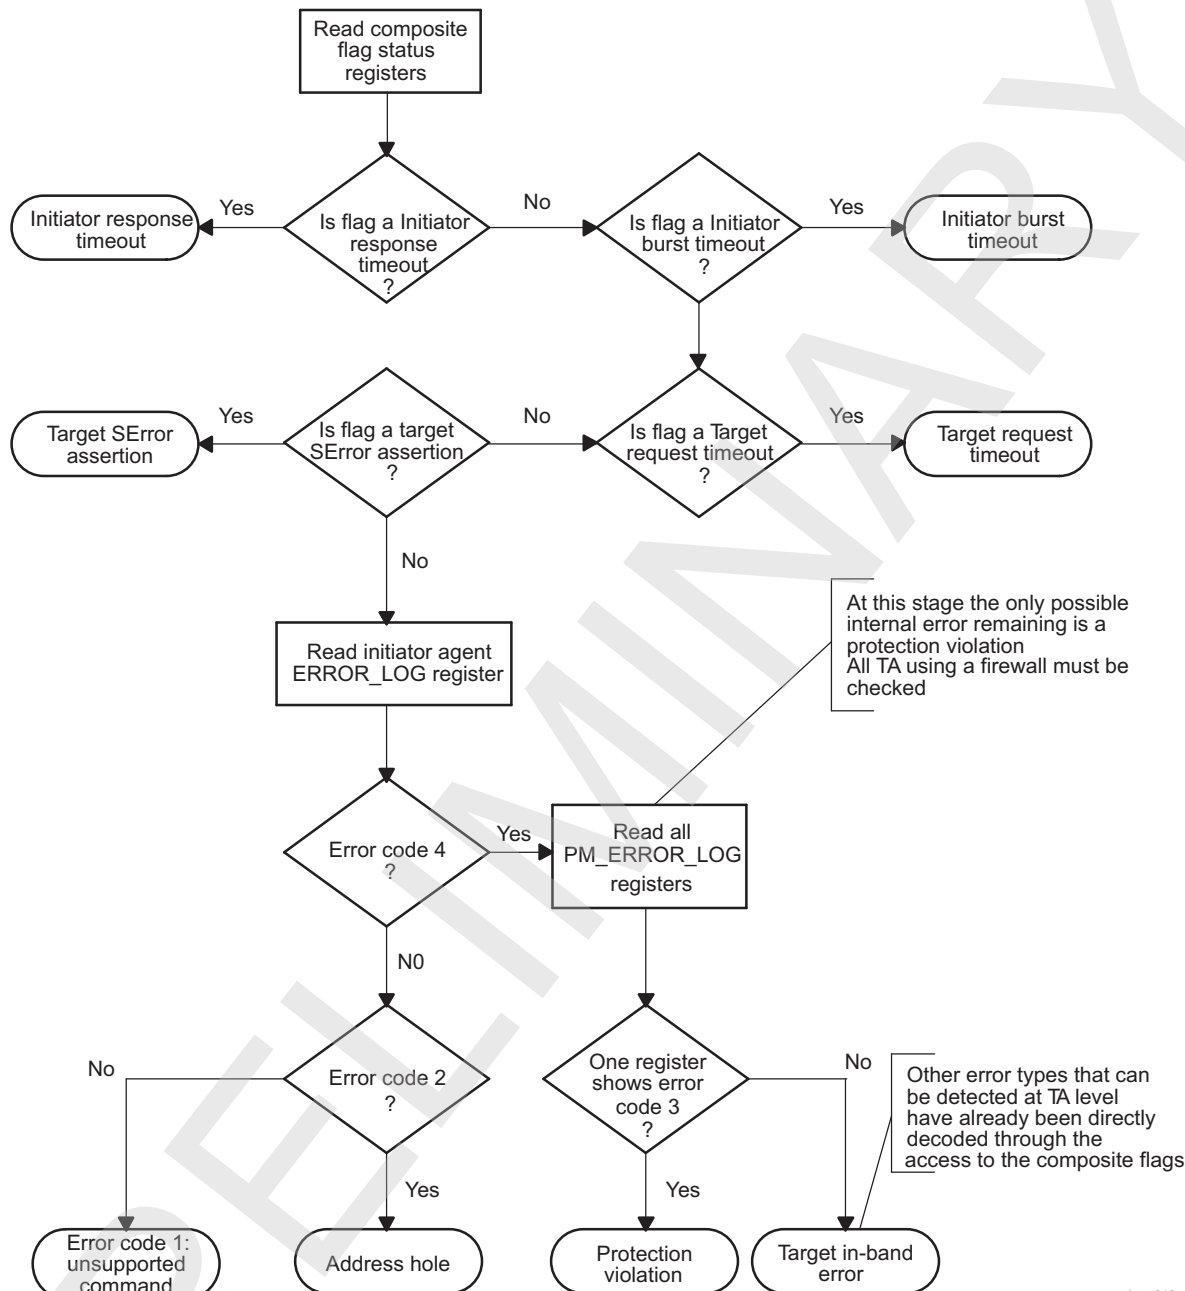 Read composite
flag status
registers
Initiator response
timeout
Yes
Is flag a Initiator
response
timeout
?
No
Is flag a Initiator
burst timeout
?
Yes
Initiator burst
timeout
Target SError
assertion
Yes
Is flag a target
SError assertion
?
No
Is flag a Target
request timeout
?
Yes
Target request
timeout
No
Read initiator agent
ERROR_LOG register
At this stage the only possible
internal error remaining is a
protection violation
All TA using a firewall must be
checked
Error code 4
?
Yes
Read all
PM_ERROR_LOG
registers
N0
No
Error code 2
?
One register
shows error
code 3
?
No
Other error types that can
be detected at TA level
have already been directly
decoded through the
access to the composite flags
Yes
Yes
Error code 1:
unsupported
command
Address hole
Protection
violation
Target in-band
error
PRELIMINARY